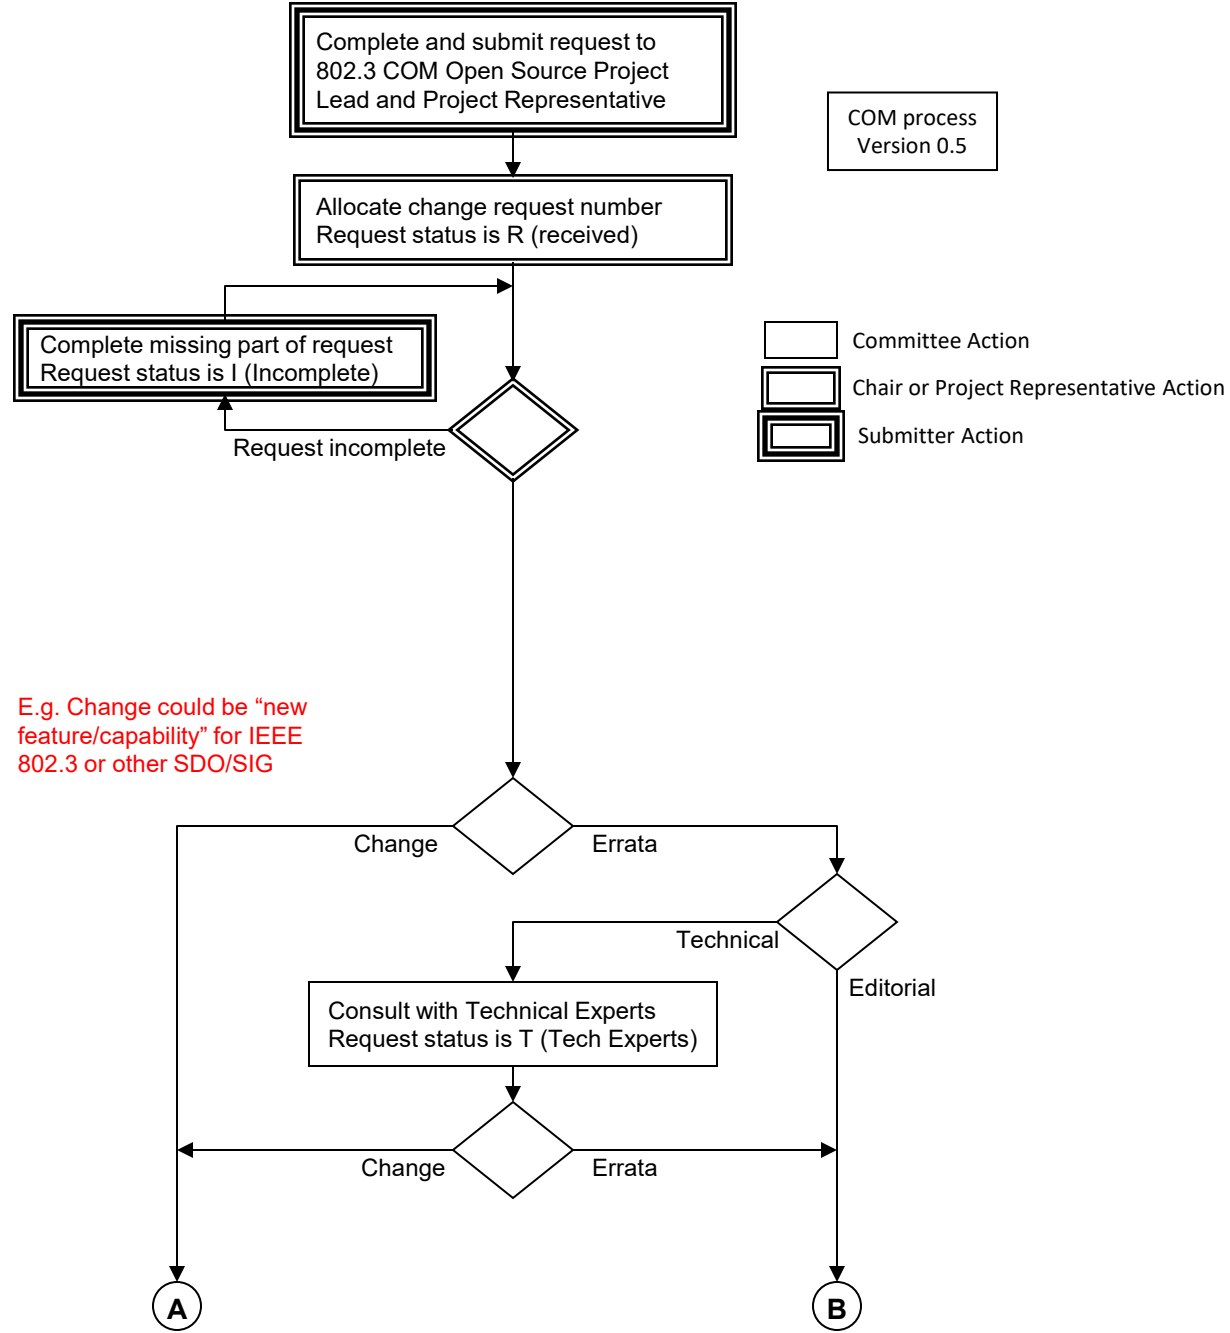 Complete and submit request to
802.3 COM Open Source Project
Lead and Project Representative
COM process
Version 0.5
Allocate change request number
Request status is R (received)
Complete missing part of request
Request status is I (Incomplete)
Request incomplete
Committee Action
Chair or Project Representative Action
Submitter Action
E.g. Change could be “new
feature/capability” for IEEE
802.3 or other SDO/SIG
Change
Errata
Technical
Editorial
Consult with Technical Experts
Request status is T (Tech Experts)
Change
Errata
A
B